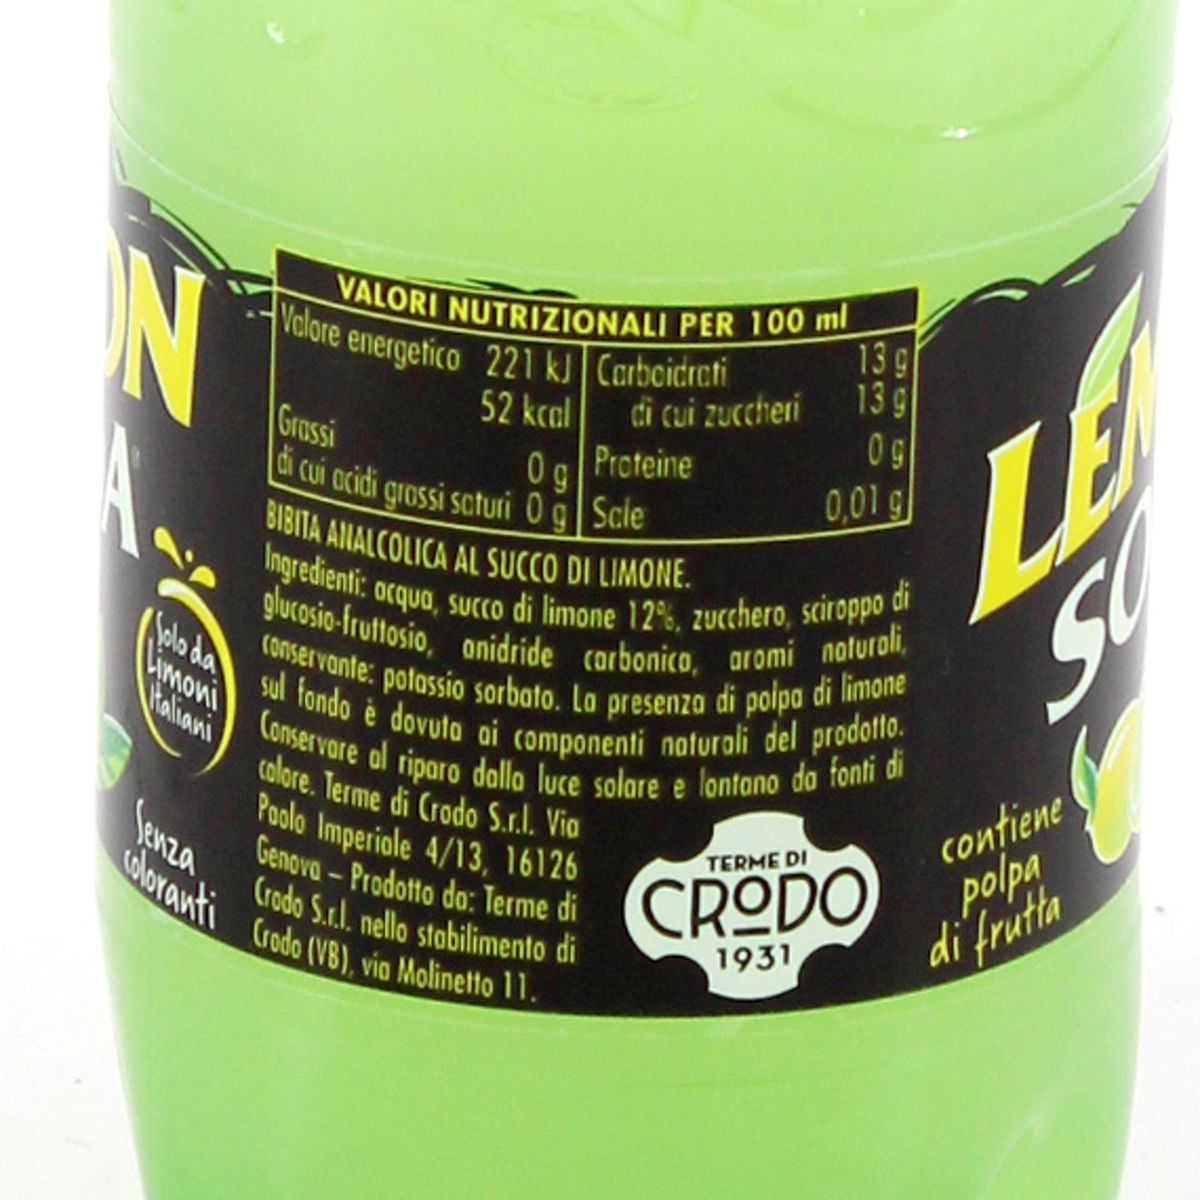 ON
A
Solo da
Limoni
Italiani
Senza
coloranti
VALORI NUTRIZIONALI PER 100 ml
Valore energetico 221 kJ
52 kcal
Grassi 0 g
di cui acidi grassi saturi 0 g
Carboidrati 13 g
di cui zuccheri 13 g
Proteine 0 g
Sale 0,01 g
BIBITA ANALCOLICA AL SUCCO DI LIMONE.
Ingredienti: acqua, succo di limone 12%, zucchero, sciroppo di
glucosio-fruttosio, anidride carbonica, aromi naturali,
conservante: potassio sorbato. La presenza di polpa di limone
sul fondo è dovuta ai componenti naturali del prodotto.
Conservare al riparo dalla luce solare e lontano da fonti di
calore. Terme di Crodo S.r.l. Via
Paolo Imperiale 4/13, 16126
Genova – Prodotto da: Terme di
Crodo S.r.l. nello stabilimento di
Crodo (VB), via Molinetto 11.
TERME DI
CRODO
1931
LEM
SO
contiene
polpa
di frutta